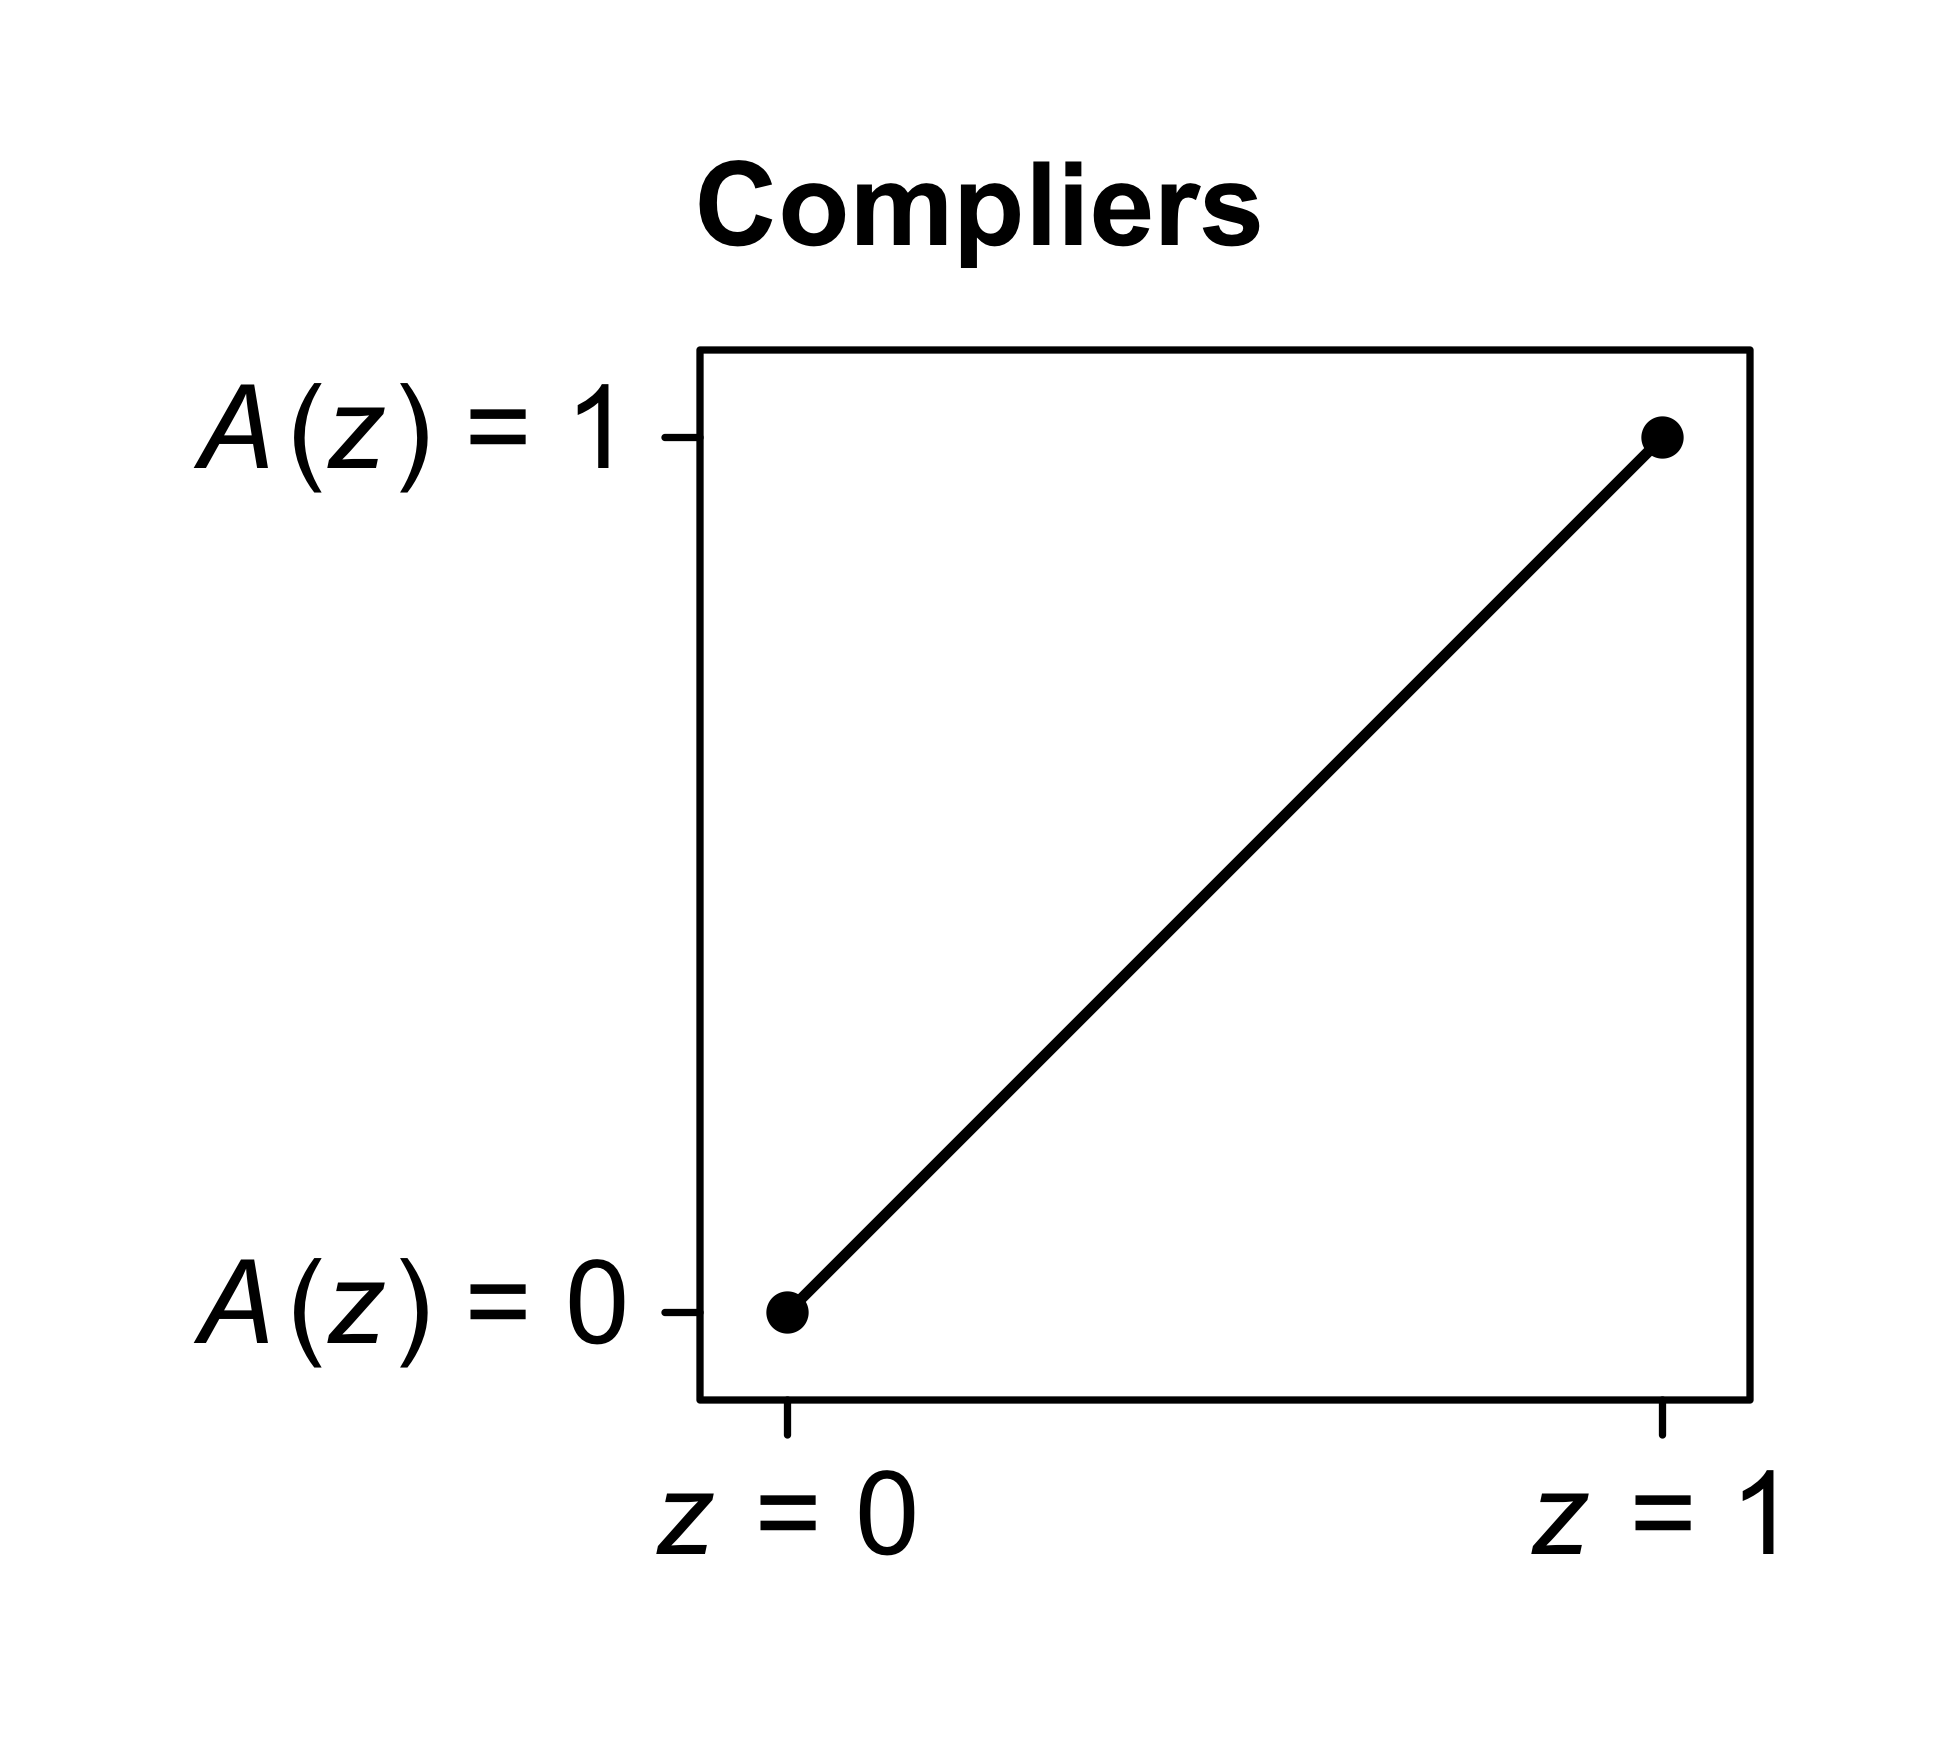 Compliers
A(z) = 1
A(z) = 0
z = 0 z = 1